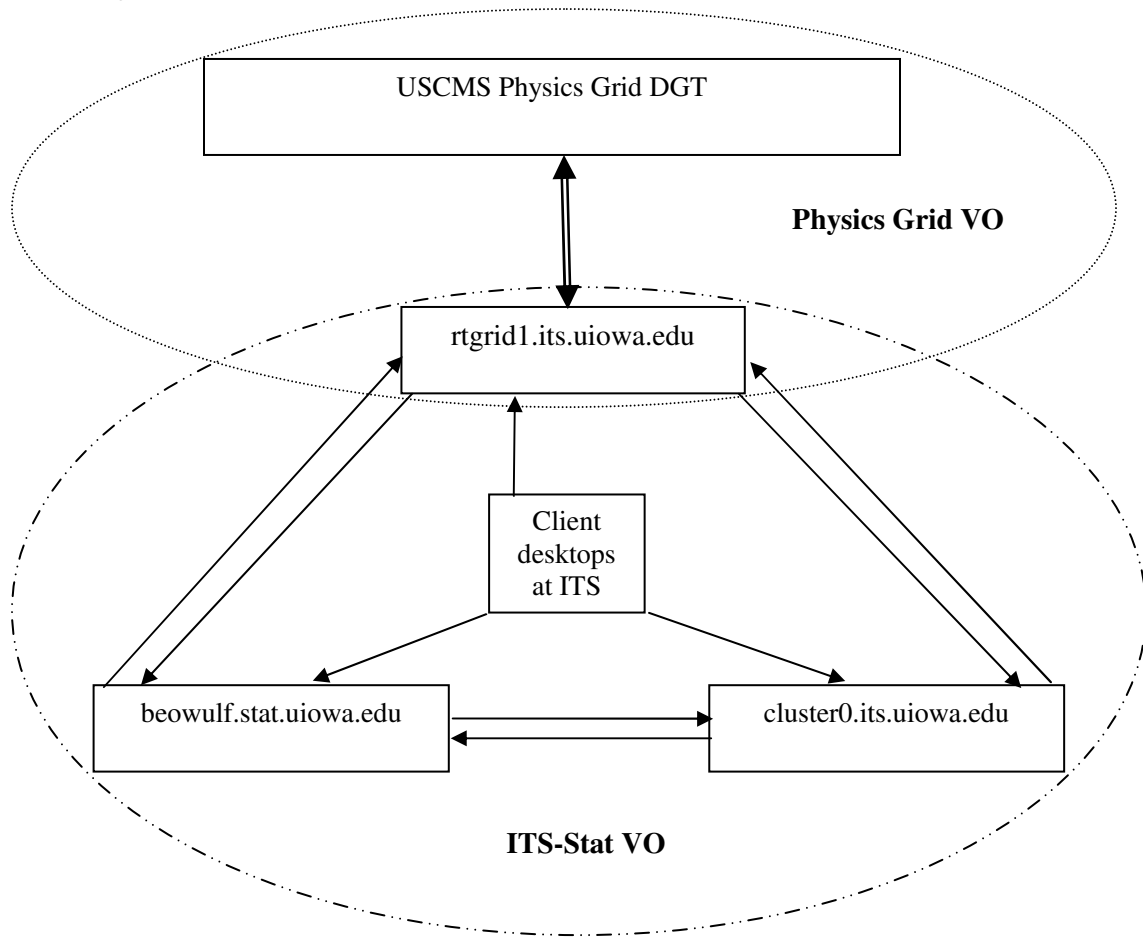 USCMS Physics Grid DGT
Physics Grid VO
rtgrid1.its.uiowa.edu
Client
desktops
at ITS
beowulf.stat.uiowa.edu
cluster0.its.uiowa.edu
ITS-Stat VO